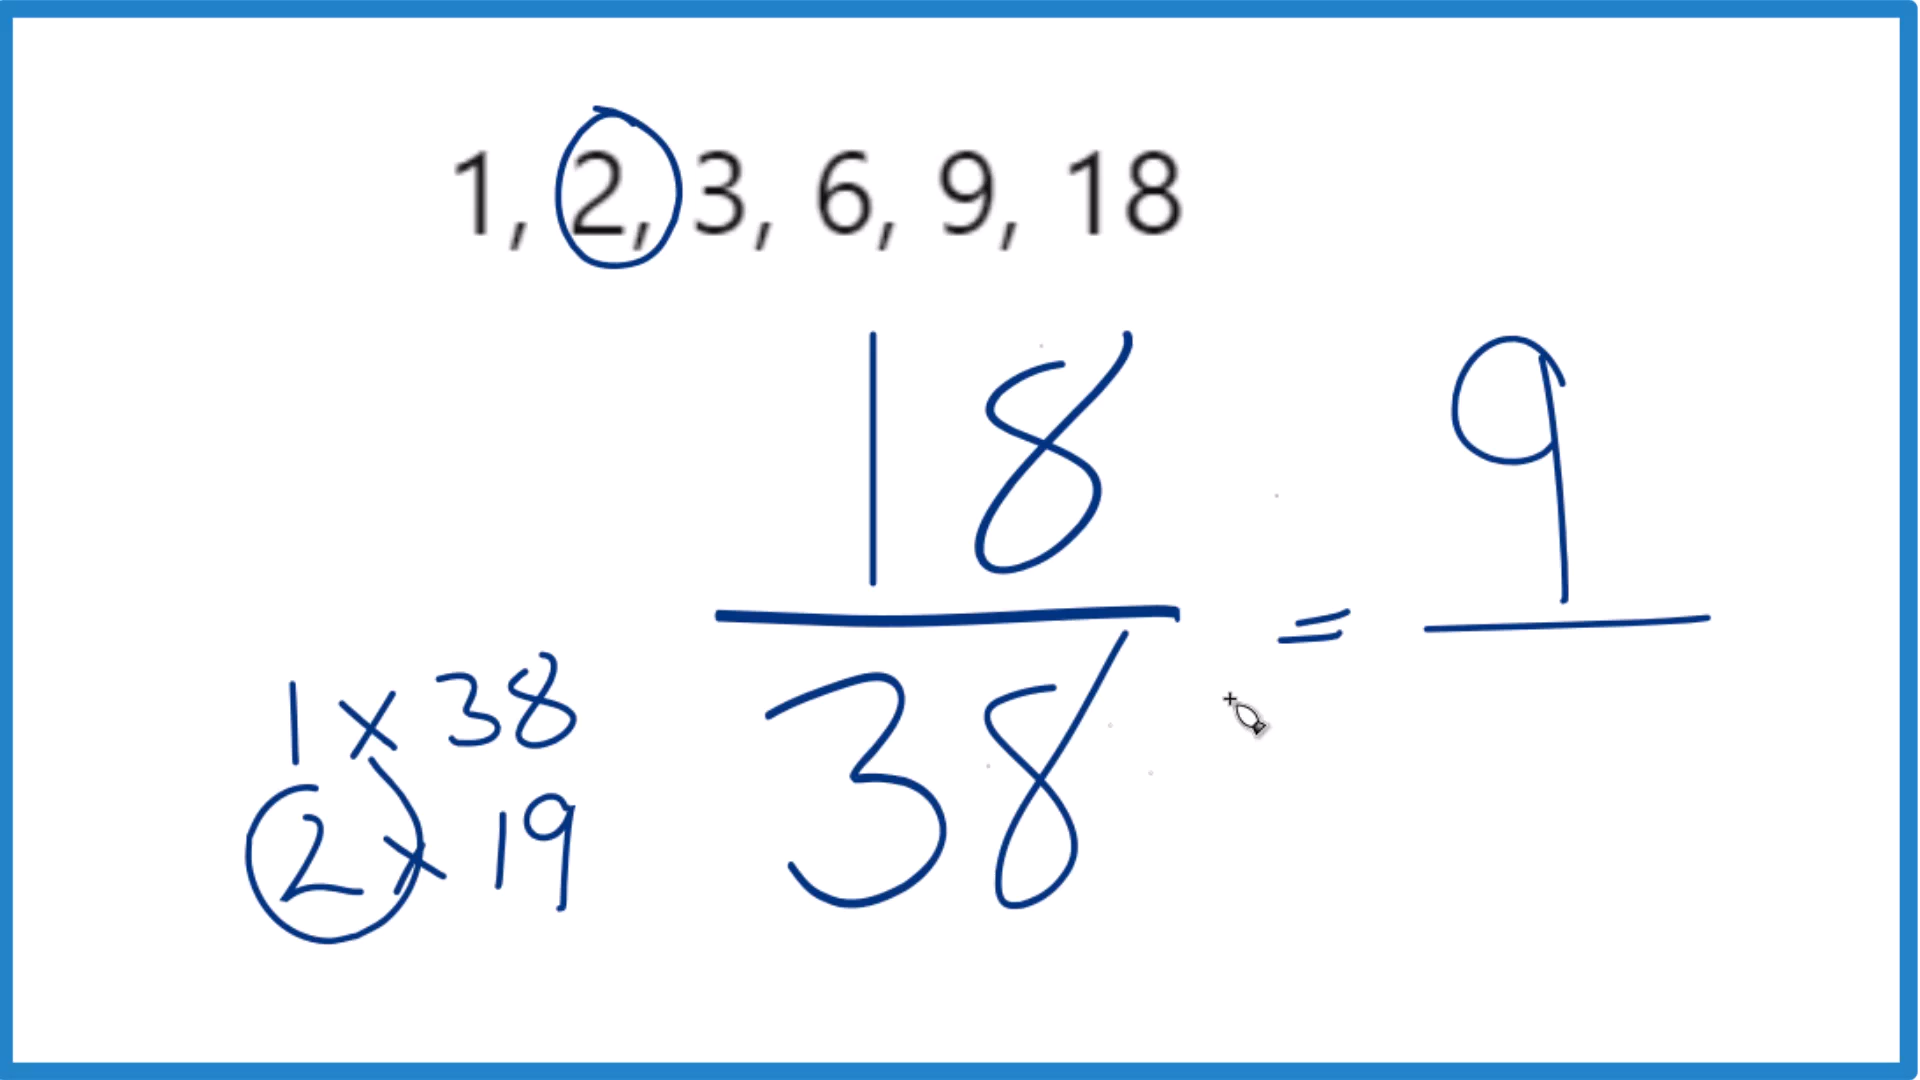 1, 2, 3, 6, 9, 18
18
38
= 9
1 x 38
2 x 19